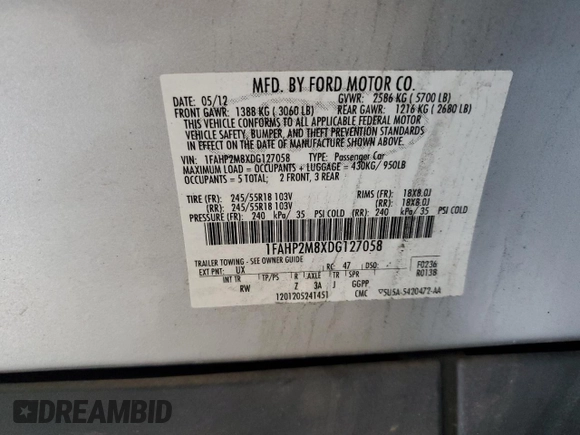 MFD. BY FORD MOTOR CO.
DATE: 05/12 GVWR: 2586 KG ( 5700 LB)
FRONT GAWR: 1388 KG ( 3060 LB) REAR GAWR: 1216 KG ( 2680 LB)
THIS VEHICLE CONFORMS TO ALL APPLICABLE FEDERAL MOTOR
VEHICLE SAFETY, BUMPER, AND THEFT PREVENTION STANDARDS
IN EFFECT ON THE DATE OF MANUFACTURE SHOWN ABOVE.
VIN: 1FAHP2M8XDG127058 TYPE: Passenger Car
MAXIMUM LOAD = OCCUPANTS + LUGGAGE = 430KG/ 950LB
OCCUPANTS = 5 TOTAL; 2 FRONT, 3 REAR
TIRE (FR): 245/55R18 103V RIMS (FR): 18X8.0J
(RR): 245/55R18 103V (RR): 18X8.0J
PRESSURE (FR): 240 kPa/ 35 PSI COLD (RR): 240 kPa/ 35 PSI COLD
1FAHP2M8XDG127058
TRAILER TOWING - SEE OWNER GUIDE
EXT PNT: UX RC: 47 DSO: F0236
INT TR TP/PS R AXLE TR SPR R0138
RW Z 3A J GGPP
120120524145 1 CMC 5U5A-5420472-AA
DREAMBID